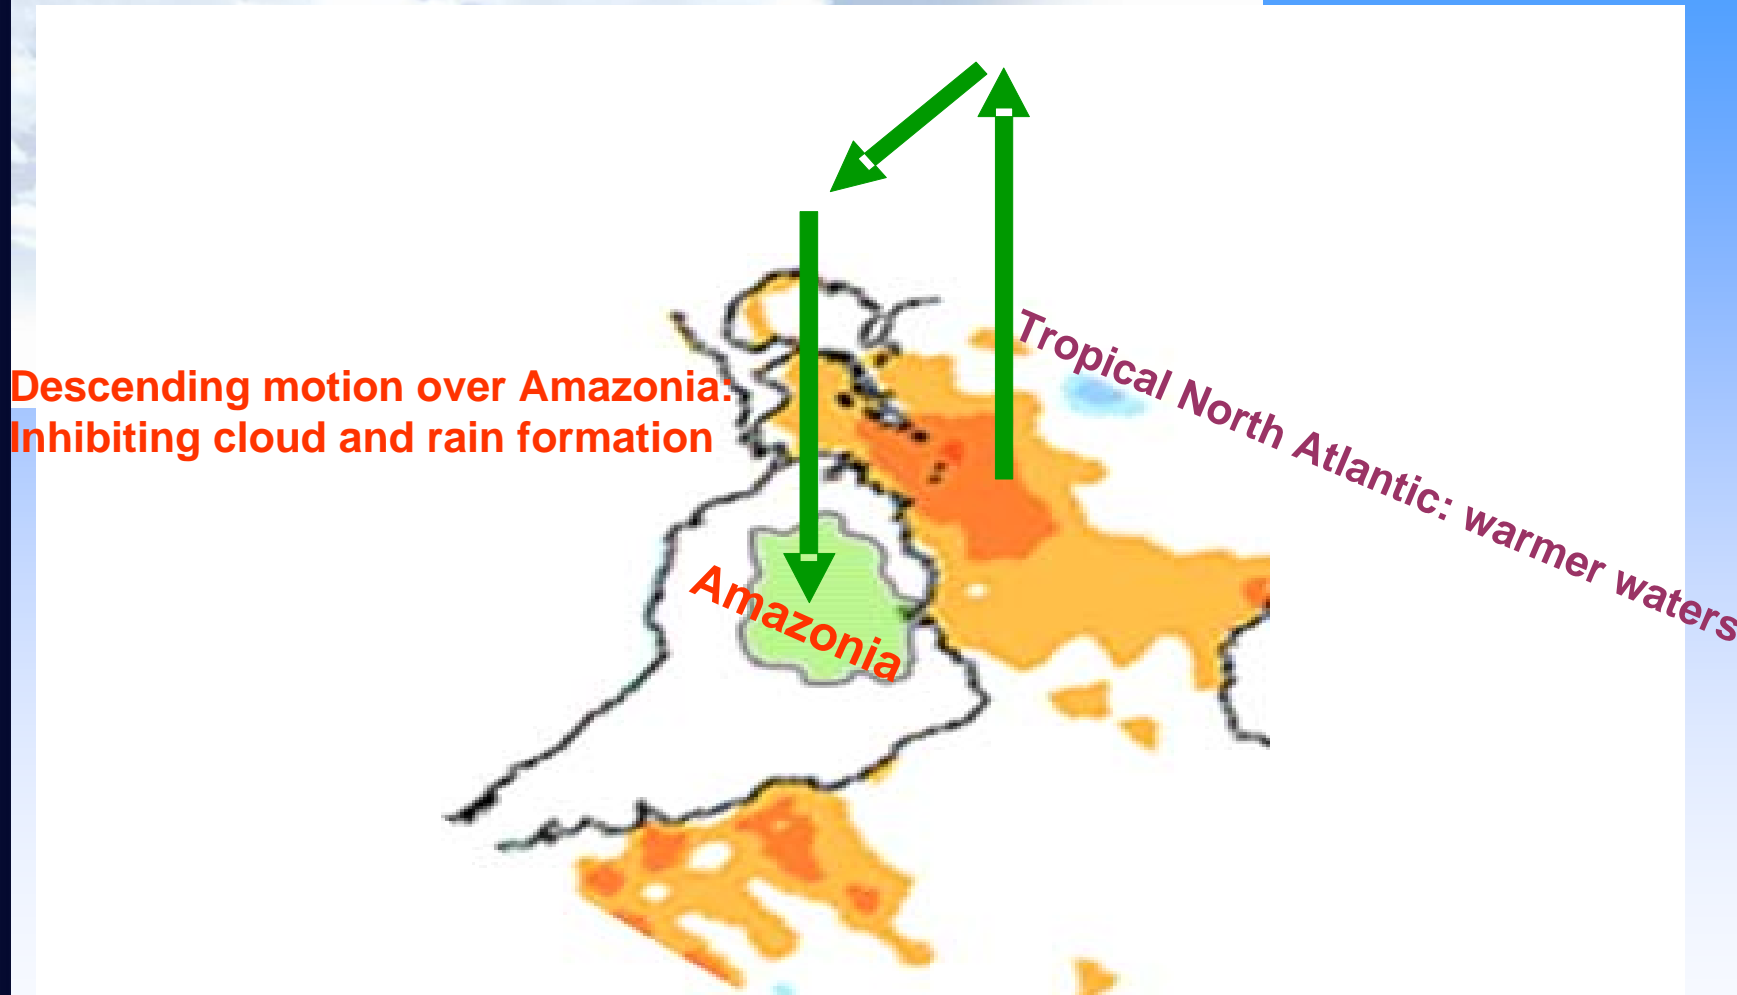 Tropical North Atlantic: warmer waters
Descending motion over Amazonia:
Inhibiting cloud and rain formation
Amazonia